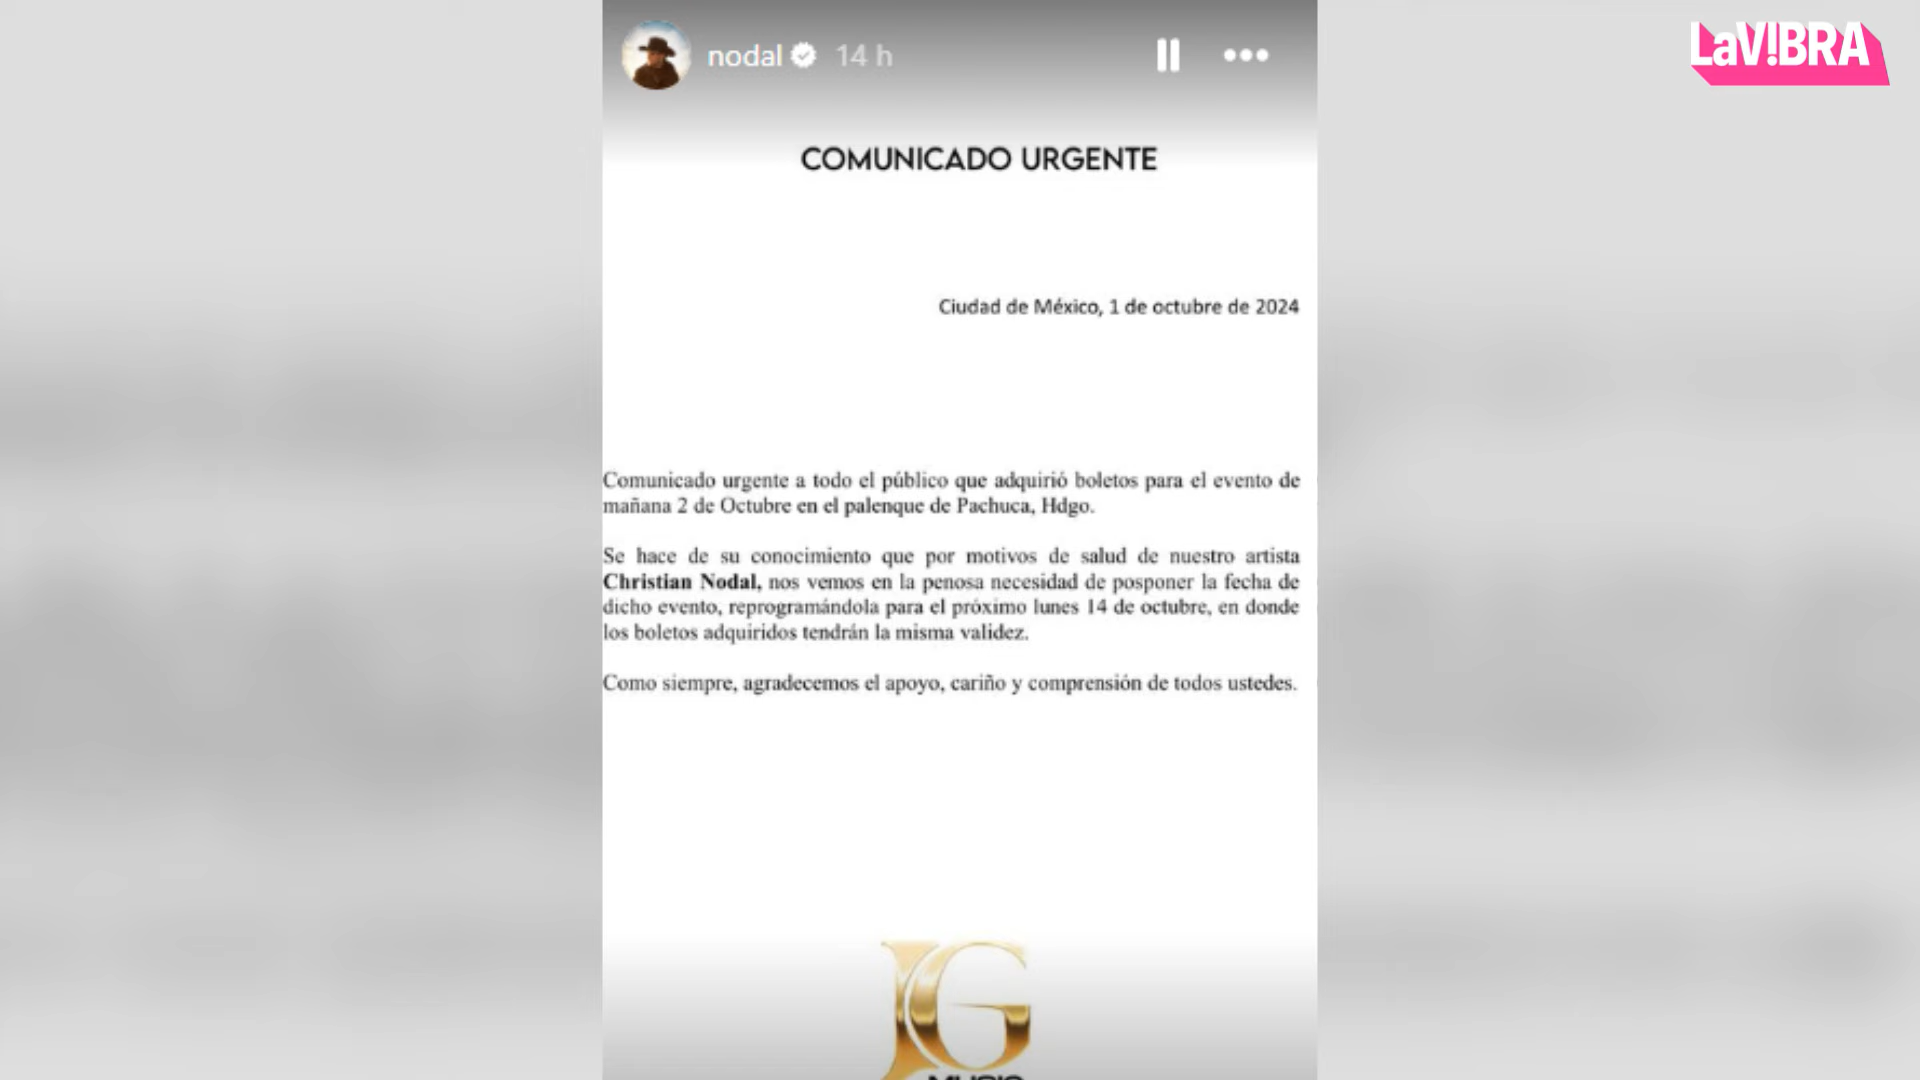 LaV!BRA
nodal 14 h
COMUNICADO URGENTE
Ciudad de México, 1 de octubre de 2024
Comunicado urgente a todo el público que adquirió boletos para el evento de
mañana 2 de Octubre en el palenque de Pachuca, Hdgo.
Se hace de su conocimiento que por motivos de salud de nuestro artista
Christian Nodal, nos vemos en la penosa necesidad de posponer la fecha de
dicho evento, reprogramándola para el próximo lunes 14 de octubre, en donde
los boletos adquiridos tendrán la misma validez.
Como siempre, agradecemos el apoyo, cariño y comprensión de todos ustedes.
JG
MUSIC